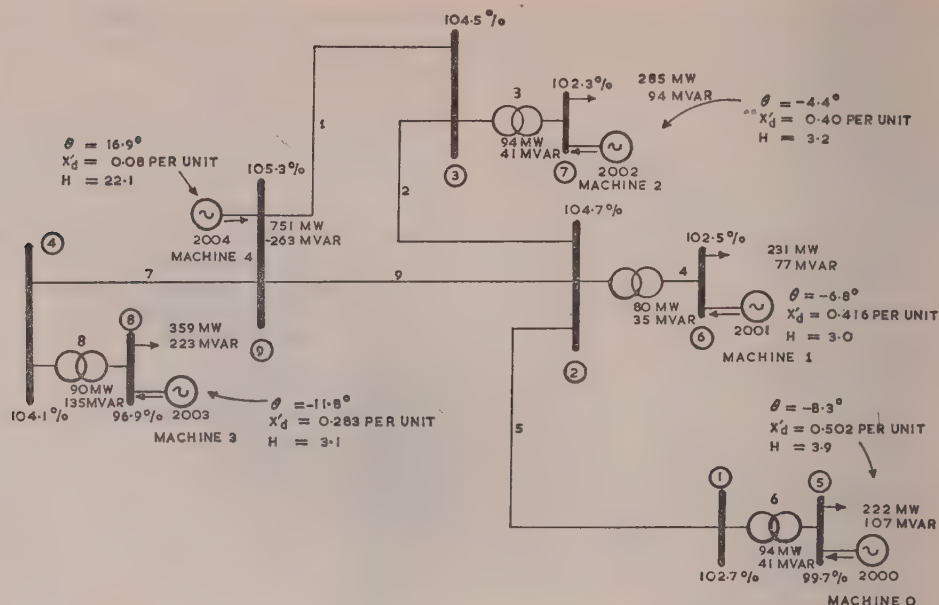 104·5 %
3
102·3%
285 MW
94 MVAR
θ = -4·4°
X'd = 0·40 PER UNIT
H = 3·2
94 MW
41 MVAR
2002
MACHINE 2
3
7
1
2
θ = 16·9°
X'd = 0·08 PER UNIT
H = 22·1
105·3%
751 MW
-263 MVAR
2004
MACHINE 4
104·7%
102·5%
231 MW
77 MVAR
4
80 MW
35 MVAR
2001
MACHINE 1
6
θ = -6·8°
X'd = 0·416 PER UNIT
H = 3·0
4
7
9
9
2
8
8
359 MW
223 MVAR
90 MW
135 MVAR
2003
MACHINE 3
104·1%
96·9%
θ = -11·8°
X'd = 0·283 PER UNIT
H = 3·1
5
θ = -8·3°
X'd = 0·502 PER UNIT
H = 3·9
1
6
5
222 MW
107 MVAR
94 MW
41 MVAR
2000
102·7%
99·7%
MACHINE 0